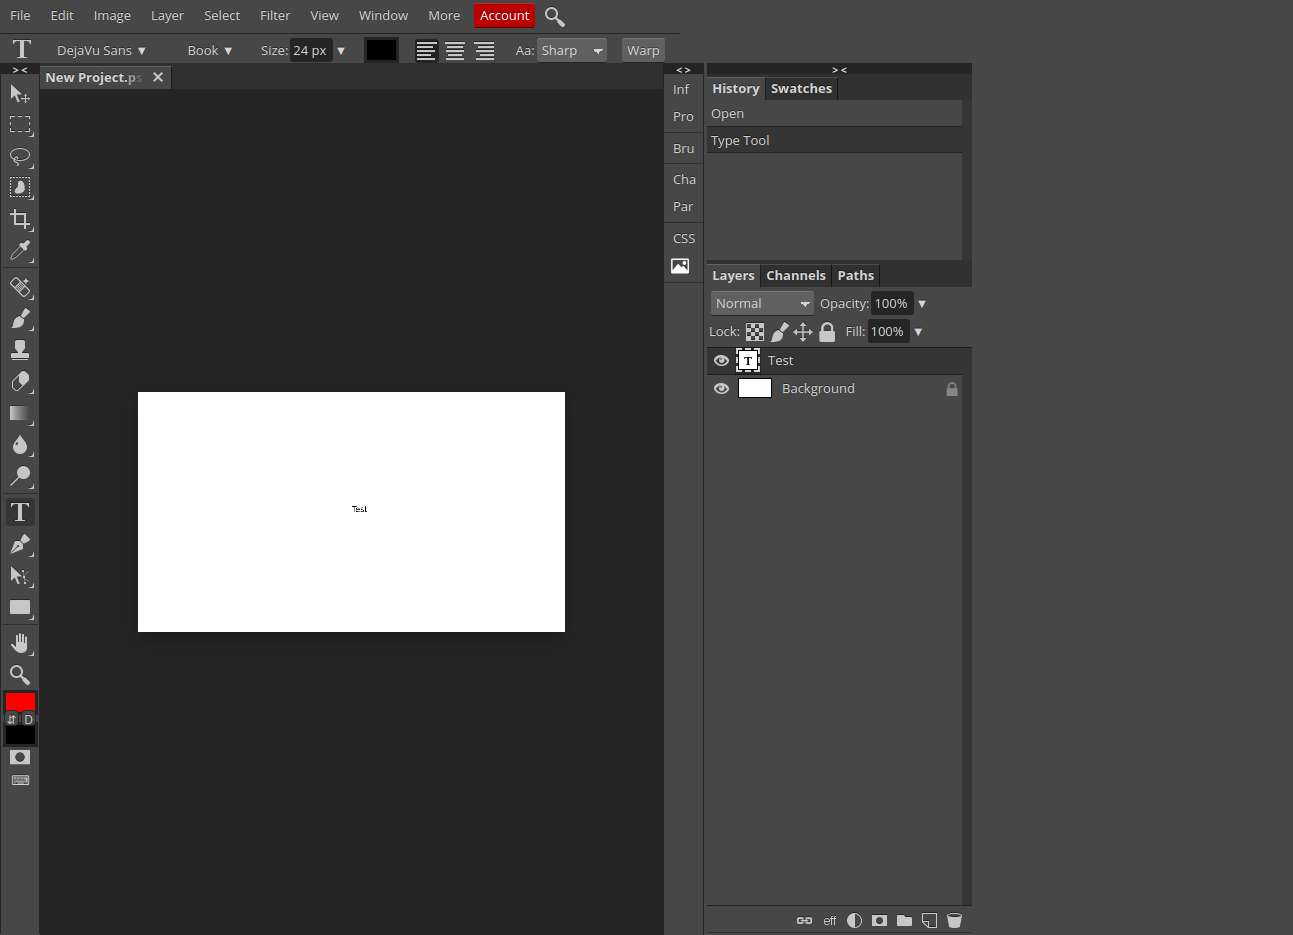 File Edit Image Layer Select Filter View Window More Account
T DejaVu Sans ▼ Book ▼ Size: 24 px ▼ Aa: Sharp Warp
> < < > > <
New Project.ps
Inf
Pro
Bru
Cha
Par
CSS
History Swatches
Open
Type Tool
Layers Channels Paths
Normal Opacity: 100% ▼
Lock: Fill: 100% ▼
T Test
Background
Test
T
D
eff